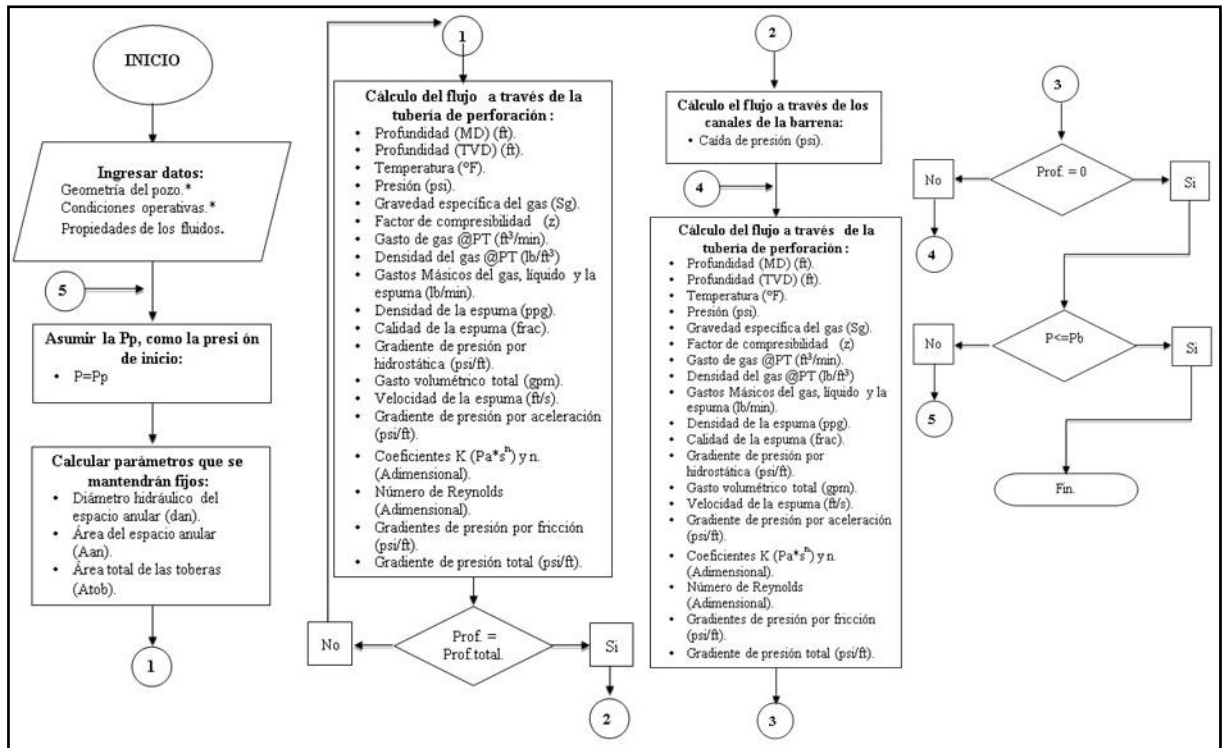 INICIO
Ingresar datos:
Geometría del pozo.*
Condiciones operativas.*
Propiedades de los fluidos.
5
Asumir la Pp, como la presi ón
de inicio:
• P=Pp
Calcular parámetros que se
mantendrán fijos:
• Diámetro hidráulico del
espacio anular (dan).
• Área del espacio anular
(Aan).
• Área total de las toberas
(Atob).
1
1
Cálculo del flujo a través de la
tubería de perforación :
• Profundidad (MD) (ft).
• Profundidad (TVD) (ft).
• Temperatura (°F).
• Presión (psi).
• Gravedad específica del gas (Sg).
• Factor de compresibilidad (z)
• Gasto de gas @PT (ft³/min).
• Densidad del gas @PT (lb/ft³)
• Gastos Másicos del gas, líquido y la
espuma (lb/min).
• Densidad de la espuma (ppg).
• Calidad de la espuma (frac).
• Gradiente de presión por
hidrostática (psi/ft).
• Gasto volumétrico total (gpm).
• Velocidad de la espuma (ft/s).
• Gradiente de presión por aceleración
(psi/ft).
• Coeficientes K (Pa*sⁿ) y n.
(Adimensional).
• Número de Reynolds
(Adimensional).
• Gradientes de presión por fricción
(psi/ft).
• Gradiente de presión total (psi/ft).
No
Prof. =
Prof.total.
Si
2
2
Cálculo el flujo a través de los
canales de la barrena:
• Caída de presión (psi).
4
Cálculo del flujo a través de la
tubería de perforación :
• Profundidad (MD) (ft).
• Profundidad (TVD) (ft).
• Temperatura (°F).
• Presión (psi).
• Gravedad específica del gas (Sg).
• Factor de compresibilidad (z)
• Gasto de gas @PT (ft³/min).
• Densidad del gas @PT (lb/ft³)
• Gastos Másicos del gas, líquido y la
espuma (lb/min).
• Densidad de la espuma (ppg).
• Calidad de la espuma (frac).
• Gradiente de presión por
hidrostática (psi/ft).
• Gasto volumétrico total (gpm).
• Velocidad de la espuma (ft/s).
• Gradiente de presión por aceleración
(psi/ft).
• Coeficientes K (Pa*sⁿ) y n.
(Adimensional).
• Número de Reynolds
(Adimensional).
• Gradientes de presión por fricción
(psi/ft).
• Gradiente de presión total (psi/ft).
3
3
No
Prof. = 0
Si
4
No
P<=Pb
Si
5
Fin.